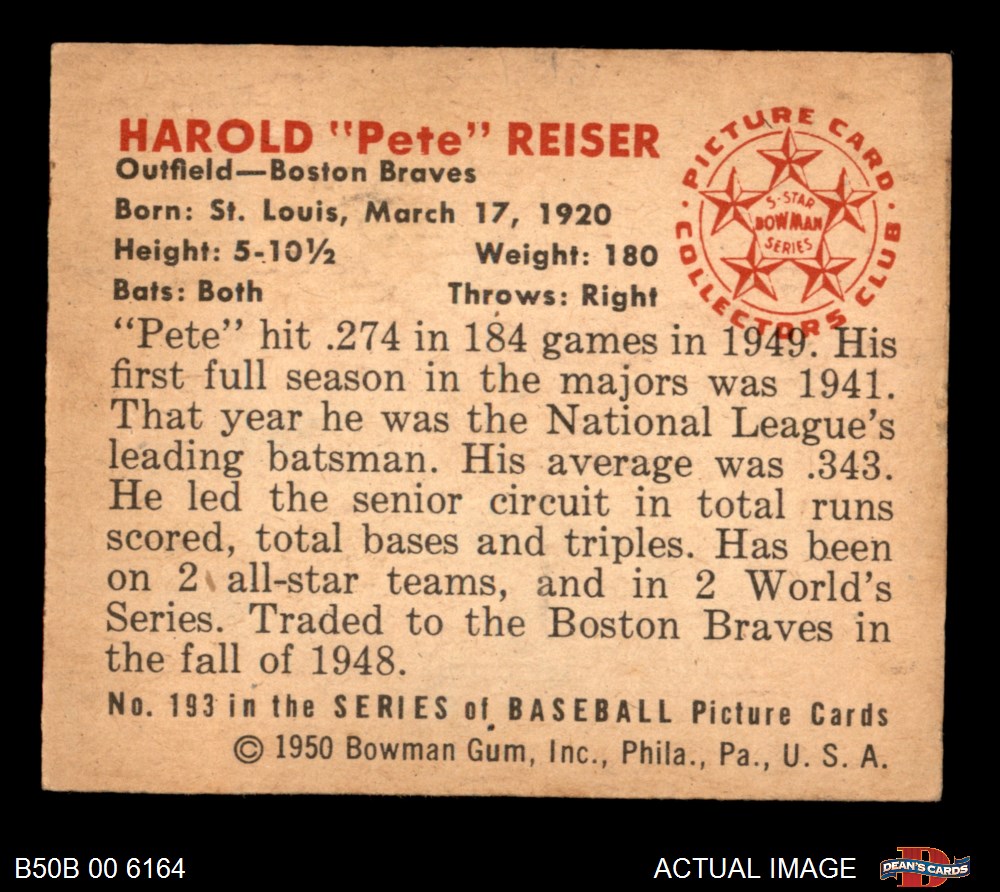 HAROLD "Pete" REISER
Outfield—Boston Braves
Born: St. Louis, March 17, 1920
Height: 5-10½ Weight: 180
Bats: Both Throws: Right
PICTURE CARD COLLECTOR'S CLUB
5-STAR
BOWMAN
SERIES
"Pete" hit .274 in 184 games in 1949. His
first full season in the majors was 1941.
That year he was the National League's
leading batsman. His average was .343.
He led the senior circuit in total runs
scored, total bases and triples. Has been
on 2 all-star teams, and in 2 World's
Series. Traded to the Boston Braves in
the fall of 1948.
No. 193 in the SERIES of BASEBALL Picture Cards
© 1950 Bowman Gum, Inc., Phila., Pa., U. S. A.
B50B 00 6164
ACTUAL IMAGE
D
DEAN'S CARDS